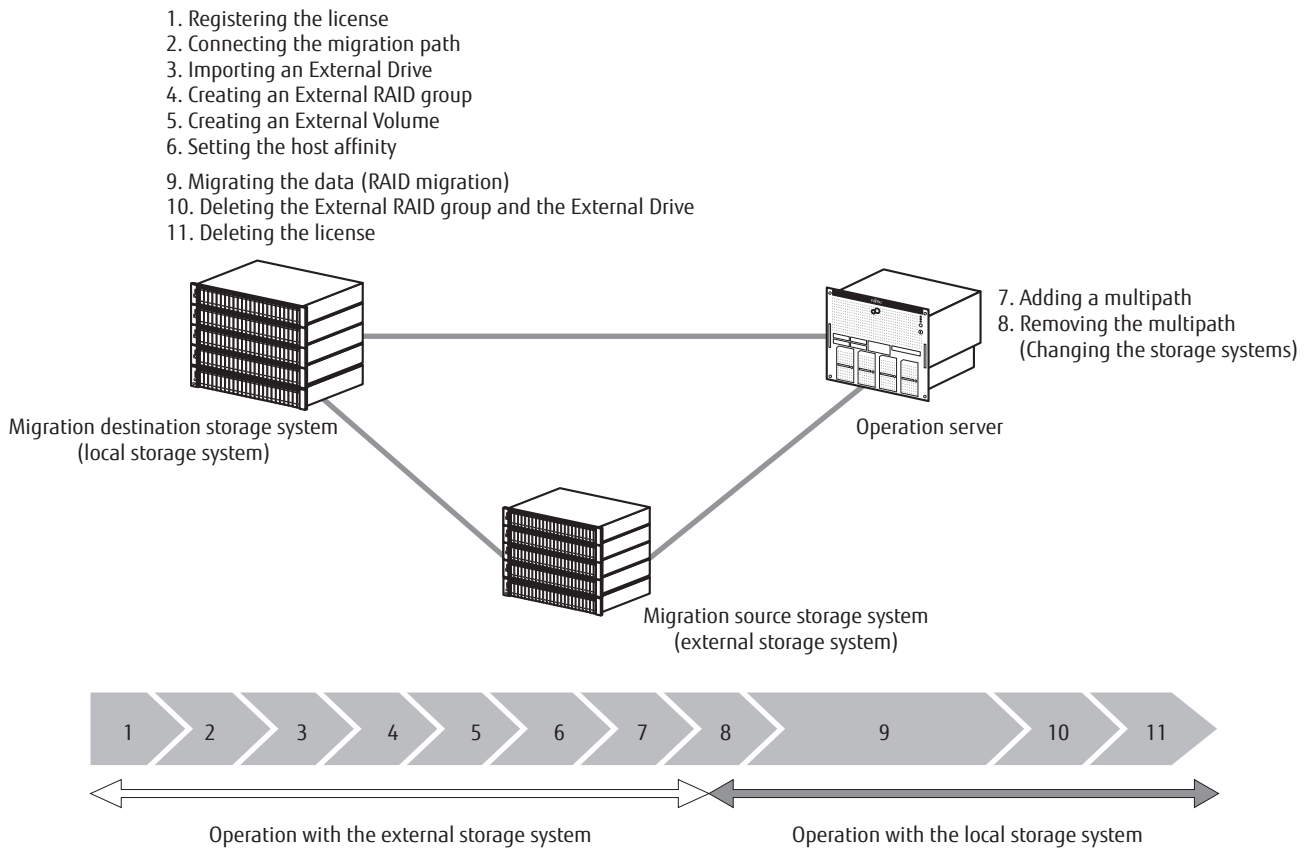 1. Registering the license
2. Connecting the migration path
3. Importing an External Drive
4. Creating an External RAID group
5. Creating an External Volume
6. Setting the host affinity
9. Migrating the data (RAID migration)
10. Deleting the External RAID group and the External Drive
11. Deleting the license
7. Adding a multipath
8. Removing the multipath
(Changing the storage systems)
Migration destination storage system
(local storage system)
Operation server
Migration source storage system
(external storage system)
1 2 3 4 5 6 7 8 9 10 11
Operation with the external storage system
Operation with the local storage system